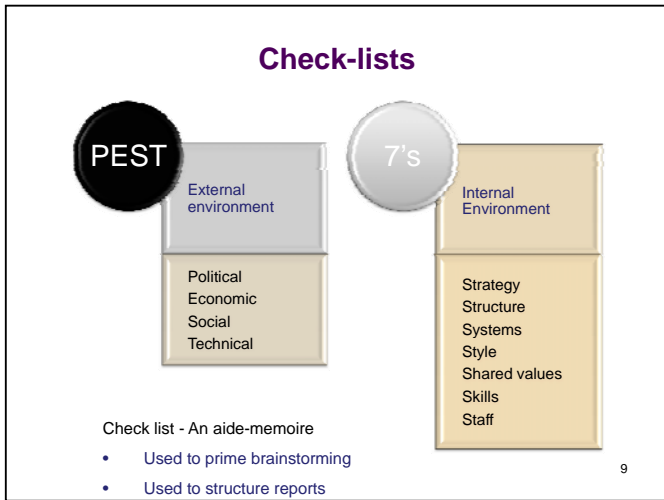 Check-lists
PEST
External
environment
Political
Economic
Social
Technical
7's
Internal
Environment
Strategy
Structure
Systems
Style
Shared values
Skills
Staff
Check list - An aide-memoire
• Used to prime brainstorming
• Used to structure reports
9